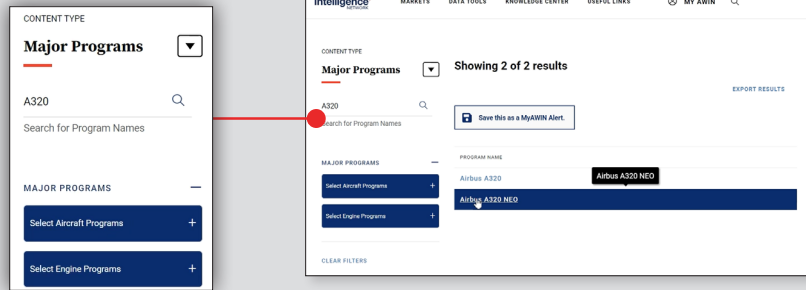 CONTENT TYPE
Major Programs
A320
Search for Program Names
MAJOR PROGRAMS
Select Aircraft Programs +
Select Engine Programs +
Intelligence
NETWORK
MARKETS
DATA TOOLS
KNOWLEDGE CENTER
USEFUL LINKS
MY AWIN
CONTENT TYPE
Major Programs
A320
Search for Program Names
MAJOR PROGRAMS
Select Aircraft Programs +
Select Engine Programs +
CLEAR FILTERS
Showing 2 of 2 results
EXPORT RESULTS
Save this as a MyAWIN Alert.
PROGRAM NAME
Airbus A320
Airbus A320 NEO
Airbus A320 NEO